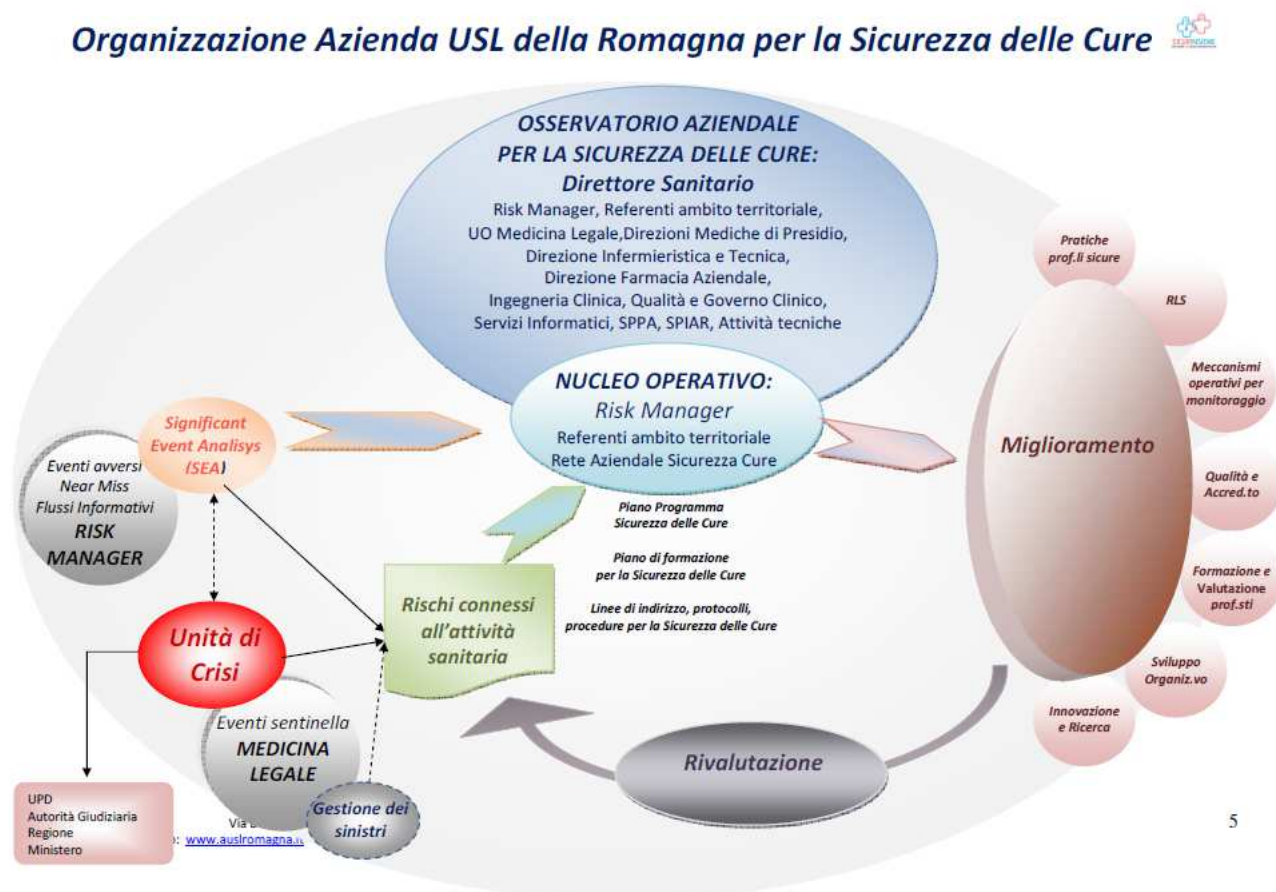 Organizzazione Azienda USL della Romagna per la Sicurezza delle Cure
OSSERVATORIO AZIENDALE
PER LA SICUREZZA DELLE CURE:
Direttore Sanitario
Risk Manager, Referenti ambito territoriale,
UO Medicina Legale,Direzioni Mediche di Presidio,
Direzione Infermieristica e Tecnica,
Direzione Farmacia Aziendale,
Ingegneria Clinica, Qualità e Governo Clinico,
Servizi Informatici, SPPA, SPIAR, Attività tecniche
NUCLEO OPERATIVO:
Risk Manager
Referenti ambito territoriale
Rete Aziendale Sicurezza Cure
Significant
Event Analisys
(SEA)
Eventi avversi
Near Miss
Flussi Informativi
RISK
MANAGER
Piano Programma
Sicurezza delle Cure
Piano di formazione
per la Sicurezza delle Cure
Linee di indirizzo, protocolli,
procedure per la Sicurezza delle Cure
Rischi connessi
all'attività
sanitaria
Unità di
Crisi
Eventi sentinella
MEDICINA
LEGALE
Gestione dei
sinistri
UPD
Autorità Giudiziaria
Regione
Ministero
Via
: www.auslromagna.it
Rivalutazione
Miglioramento
Pratiche
prof.li sicure
RLS
Meccanismi
operativi per
monitoraggio
Qualità e
Accred.to
Formazione e
Valutazione
prof.sti
Sviluppo
Organiz.vo
Innovazione
e Ricerca
5